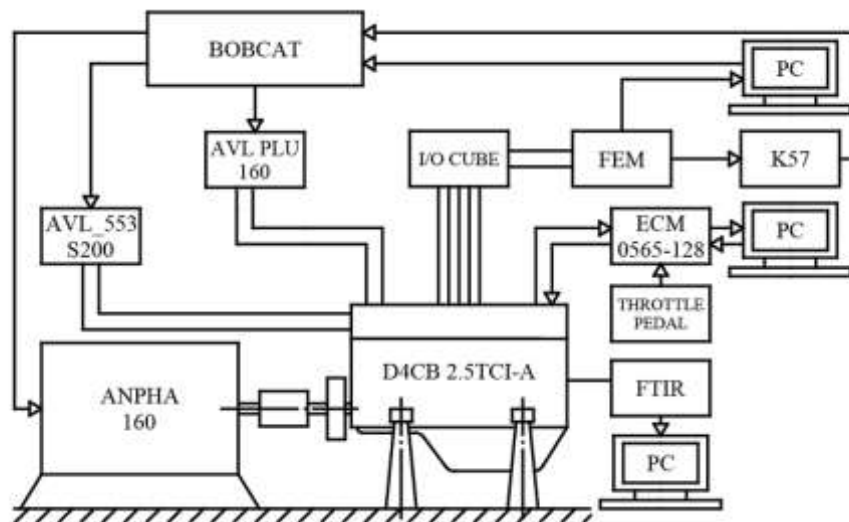 BOBCAT
PC
AVL PLU
160
I/O CUBE
FEM
K57
AVL_553
S200
ECM
0565-128
PC
THROTTLE
PEDAL
D4CB 2.5TCI-A
ANPHA
160
FTIR
PC